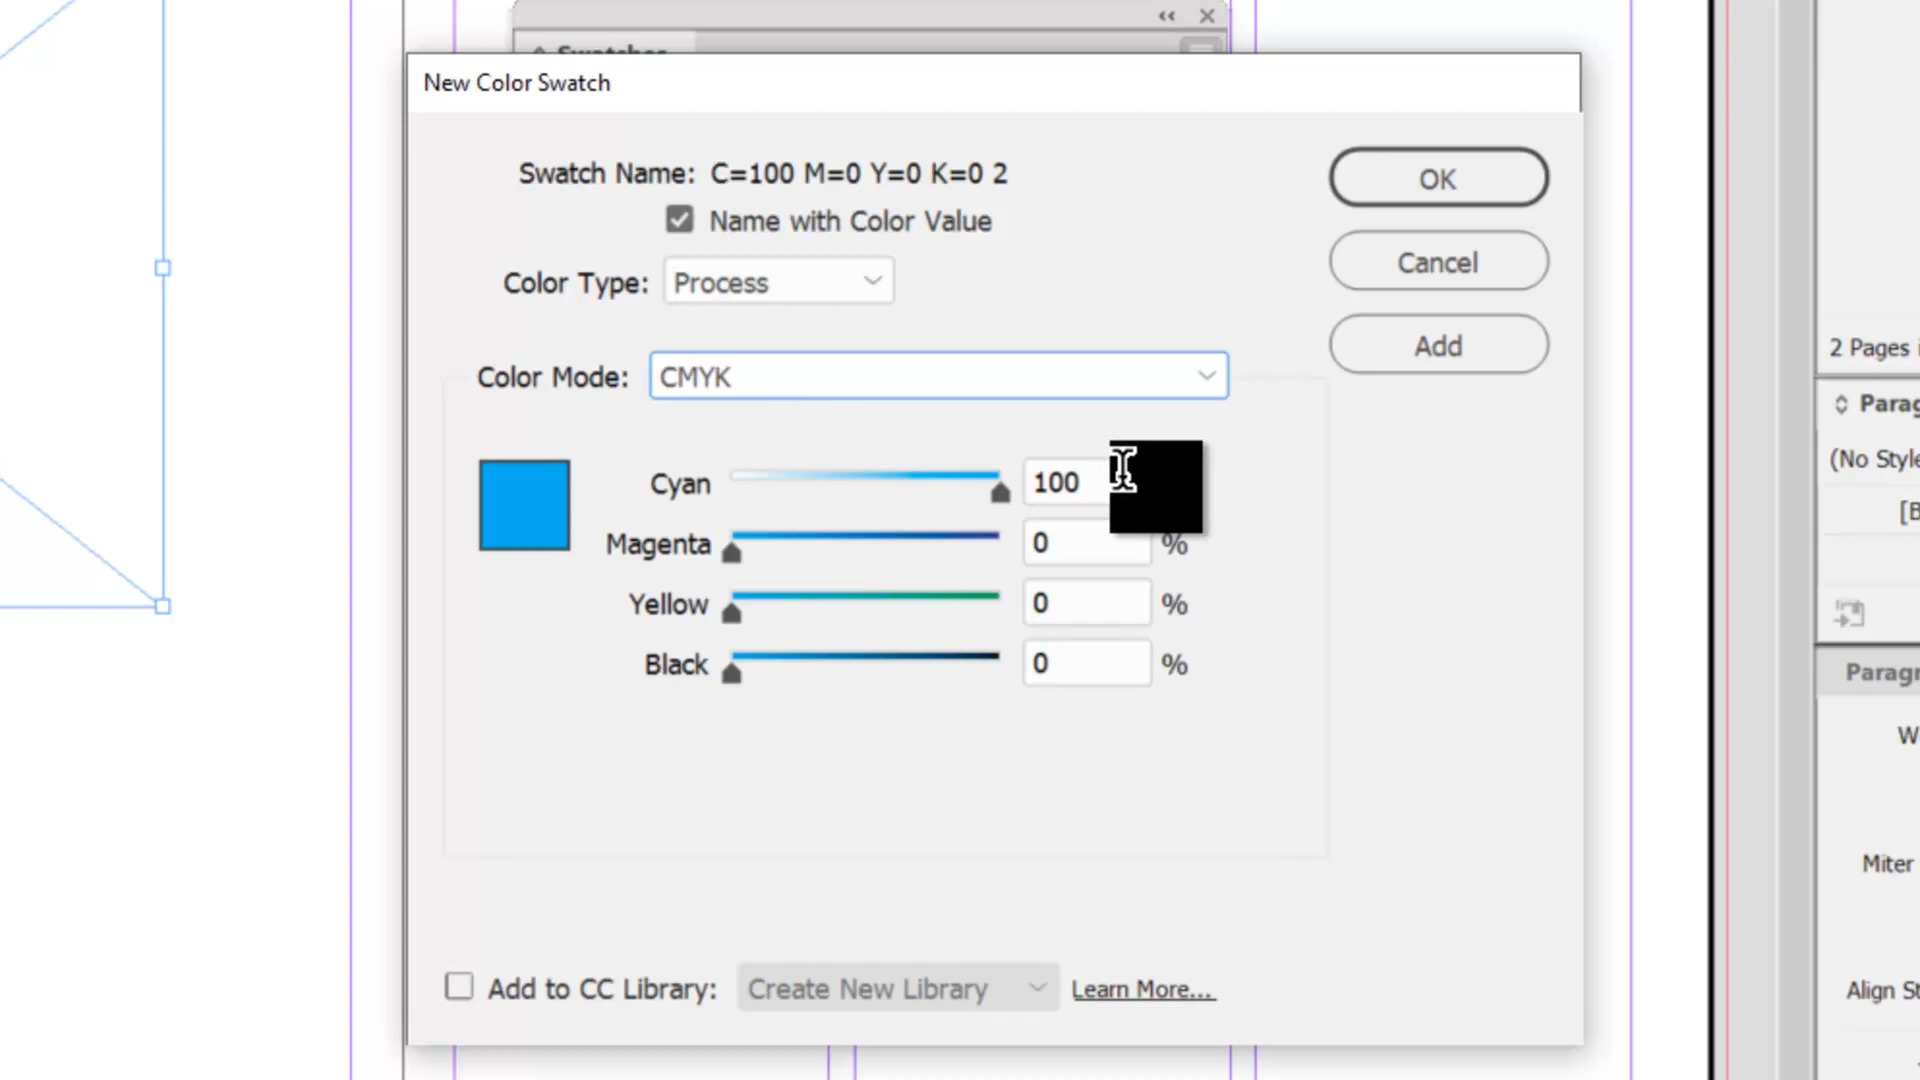 Swatches
New Color Swatch
Swatch Name: C=100 M=0 Y=0 K=0 2
Name with Color Value
Color Type: Process
Color Mode: CMYK
Cyan 100
Magenta 0 %
Yellow 0 %
Black 0 %
Add to CC Library: Create New Library Learn More...
OK
Cancel
Add
2 Pages i
Parag
(No Style
[B
Paragr
W
Miter
Align St